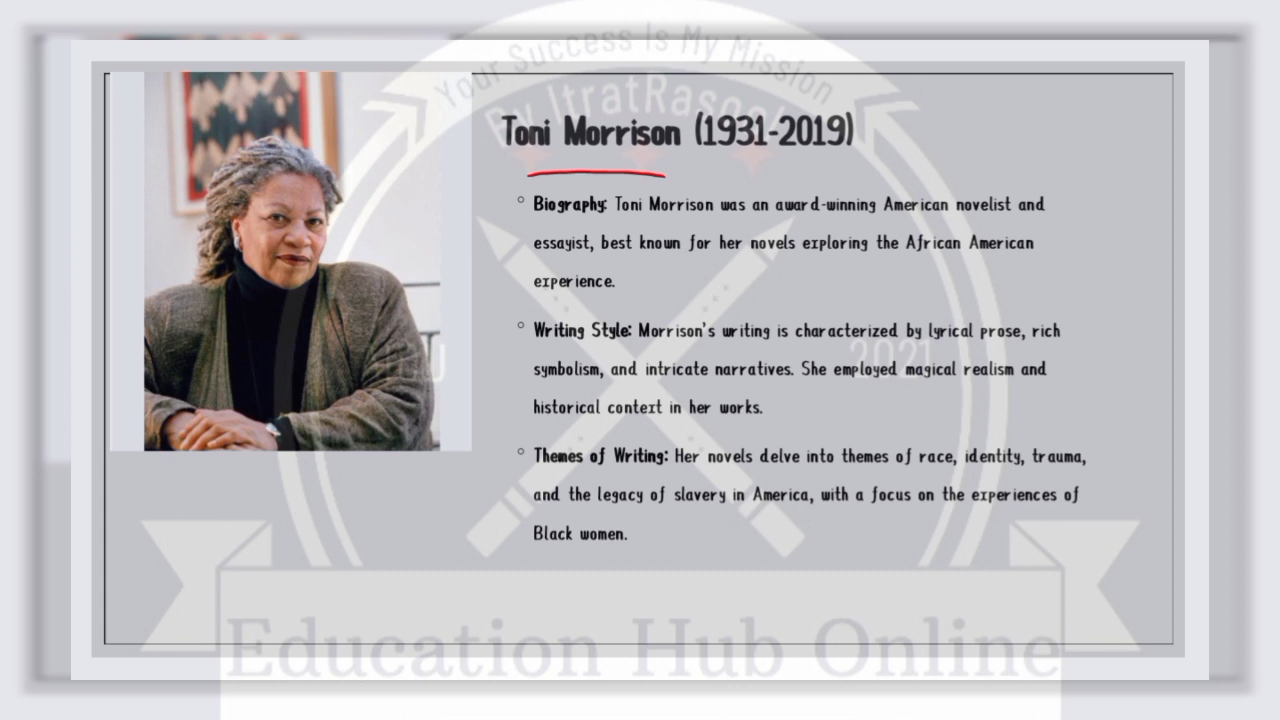 Your Success Is My Mission
By ItratRasool
Toni Morrison (1931-2019)
Biography: Toni Morrison was an award-winning American novelist and
essayist, best known for her novels exploring the African American
experience.
Writing Style: Morrison's writing is characterized by lyrical prose, rich
symbolism, and intricate narratives. She employed magical realism and
historical context in her works.
2021
Themes of Writing: Her novels delve into themes of race, identity, trauma,
and the legacy of slavery in America, with a focus on the experiences of
Black women.
Education Hub Online